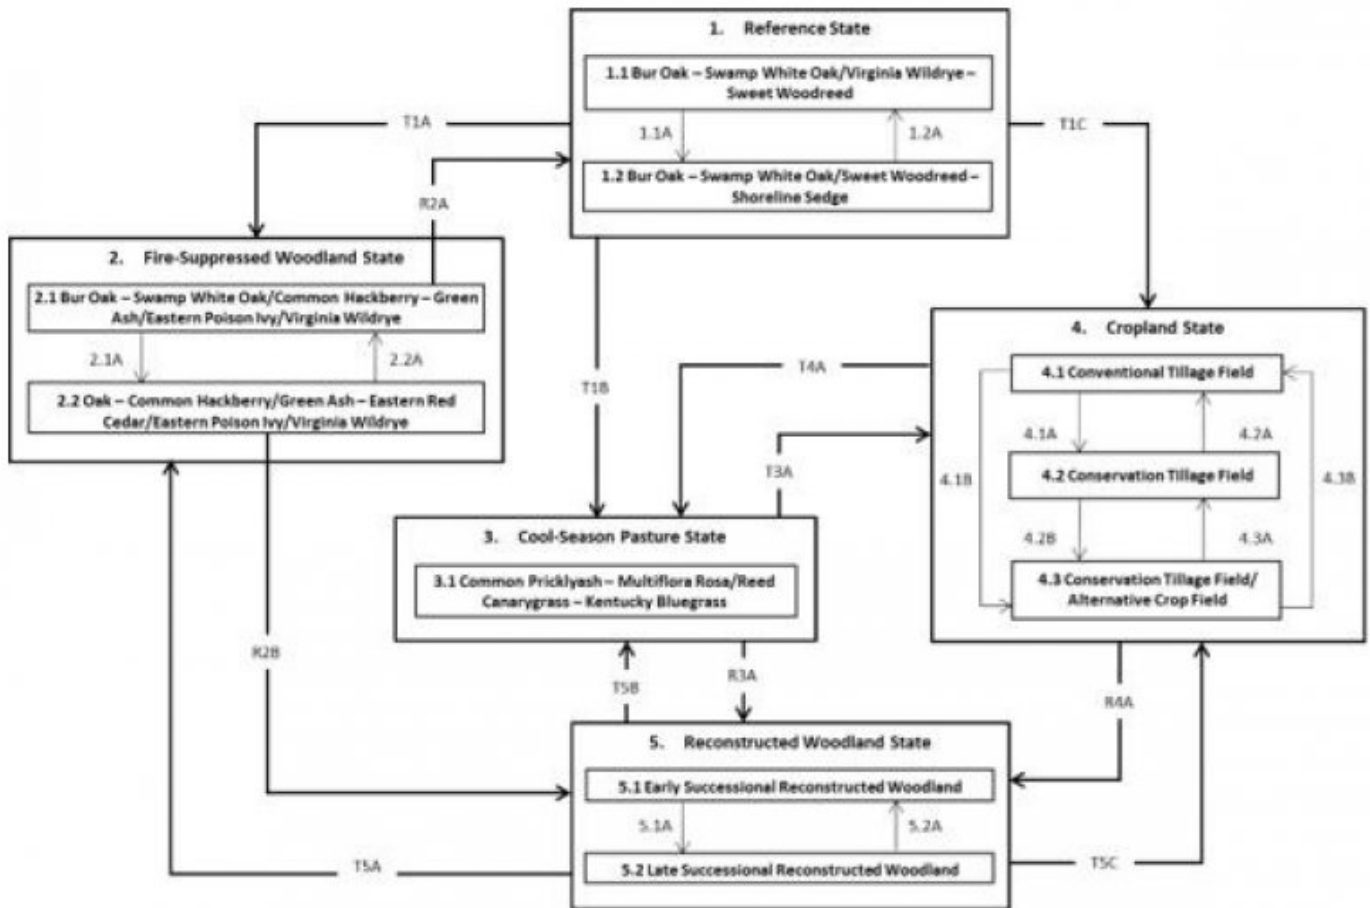 1. Reference State
1.1 Bur Oak – Swamp White Oak/Virginia Wildrye –
Sweet Woodreed
1.1A
1.2A
1.2 Bur Oak – Swamp White Oak/Sweet Woodreed –
Shoreline Sedge
T1A
T1C
R2A
2. Fire-Suppressed Woodland State
2.1 Bur Oak – Swamp White Oak/Common Hackberry – Green
Ash/Eastern Poison Ivy/Virginia Wildrye
2.1A
2.2A
2.2 Oak – Common Hackberry/Green Ash – Eastern Red
Cedar/Eastern Poison Ivy/Virginia Wildrye
T1B
T4A
T3A
4. Cropland State
4.1 Conventional Tillage Field
4.1A
4.2A
4.1B
4.3B
4.2 Conservation Tillage Field
4.2B
4.3A
4.3 Conservation Tillage Field/
Alternative Crop Field
3. Cool-Season Pasture State
3.1 Common Pricklyash – Multiflora Rosa/Reed
Canarygrass – Kentucky Bluegrass
R2B
T5B
R3A
R4A
5. Reconstructed Woodland State
5.1 Early Successional Reconstructed Woodland
5.1A
5.2A
5.2 Late Successional Reconstructed Woodland
T5A
T5C